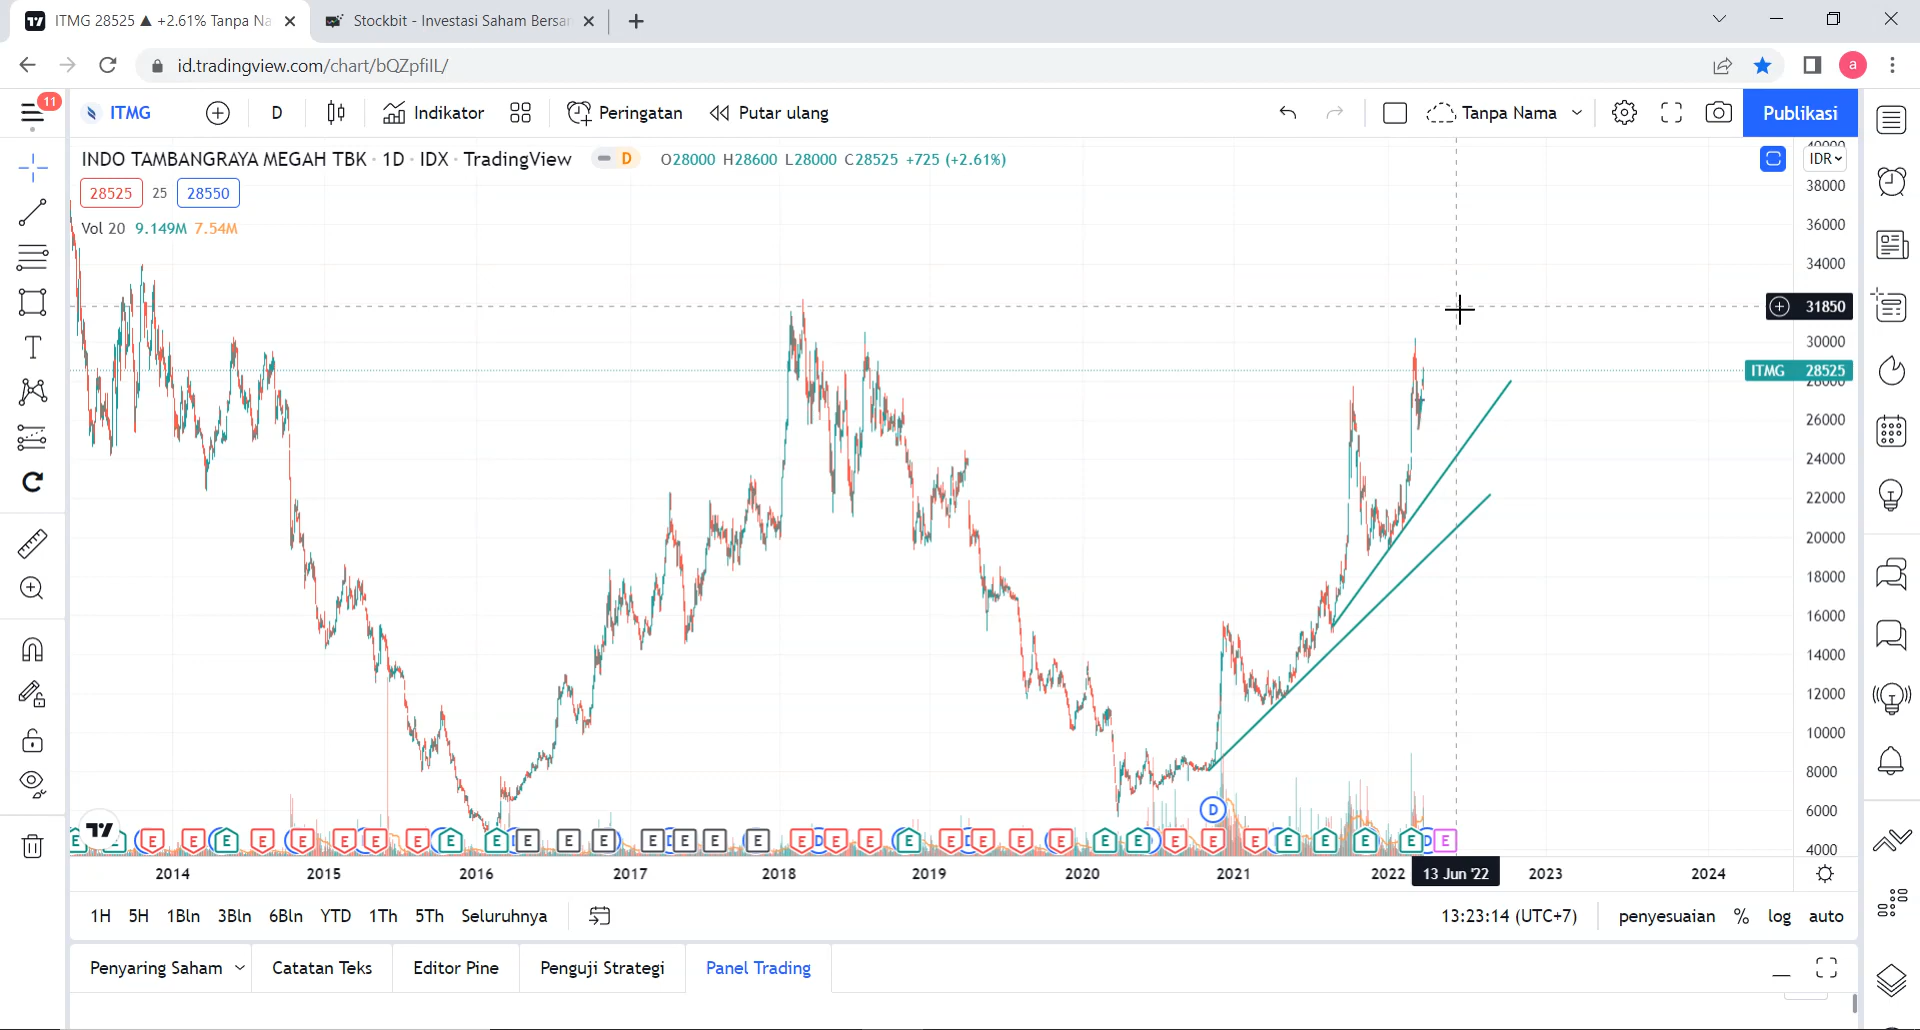 ITMG 28525 ▲ +2.61% Tanpa Na
Stockbit - Investasi Saham Bersam
id.tradingview.com/chart/bQZpfiIL/
a
11
ITMG
D
Indikator
Peringatan
Putar ulang
Tanpa Nama
Publikasi
INDO TAMBANGRAYA MEGAH TBK · 1D · IDX · TradingView
D
O28000 H28600 L28000 C28525 +725 (+2.61%)
IDR
28525 25 28550
Vol 20 9.149M 7.54M
40000
38000
36000
34000
31850
30000
ITMG 28525
28000
26000
24000
22000
20000
18000
16000
14000
12000
10000
8000
6000
4000
D
E E E E E E E E E E E E E E E E E E E E E E E E E E E E E E E E E E E
2014 2015 2016 2017 2018 2019 2020 2021 2022 13 Jun '22 2023 2024
1H 5H 1Bln 3Bln 6Bln YTD 1Th 5Th Seluruhnya
13:23:14 (UTC+7) penyesuaian % log auto
Penyaring Saham Catatan Teks Editor Pine Penguji Strategi Panel Trading